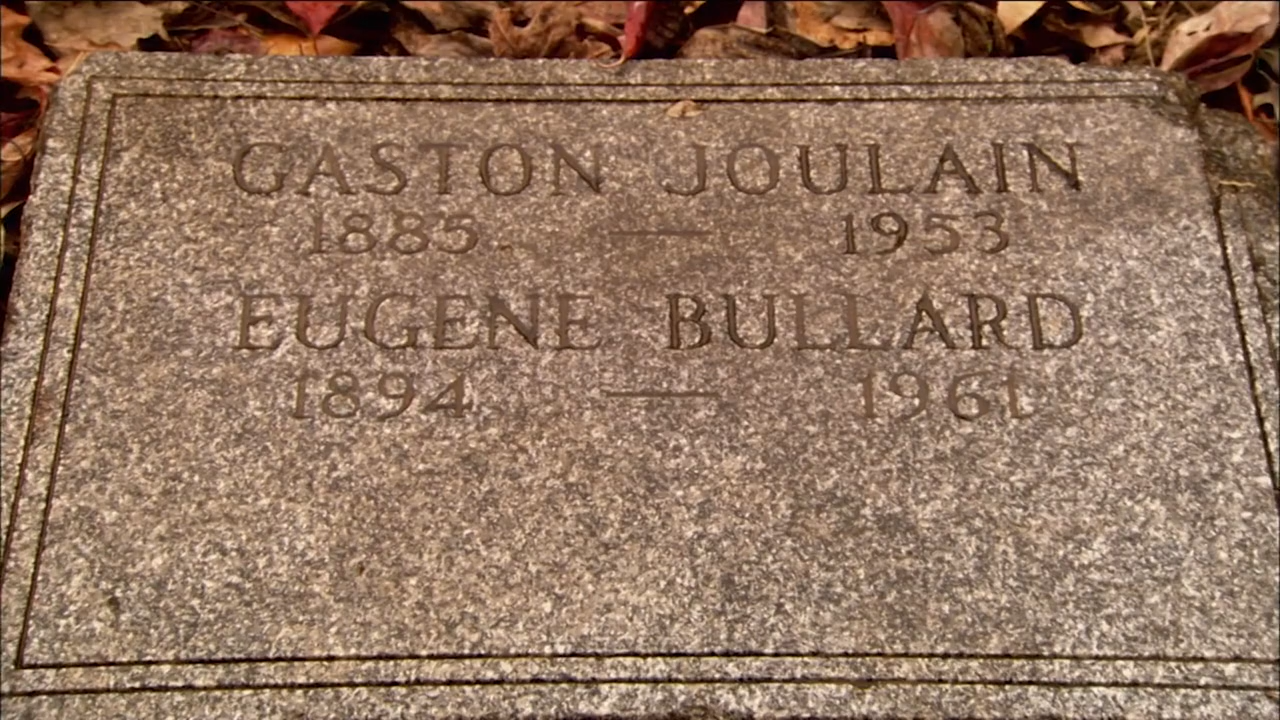 GASTON JOULAIN
1885 — 1953
EUGENE BULLARD
1894 — 1961